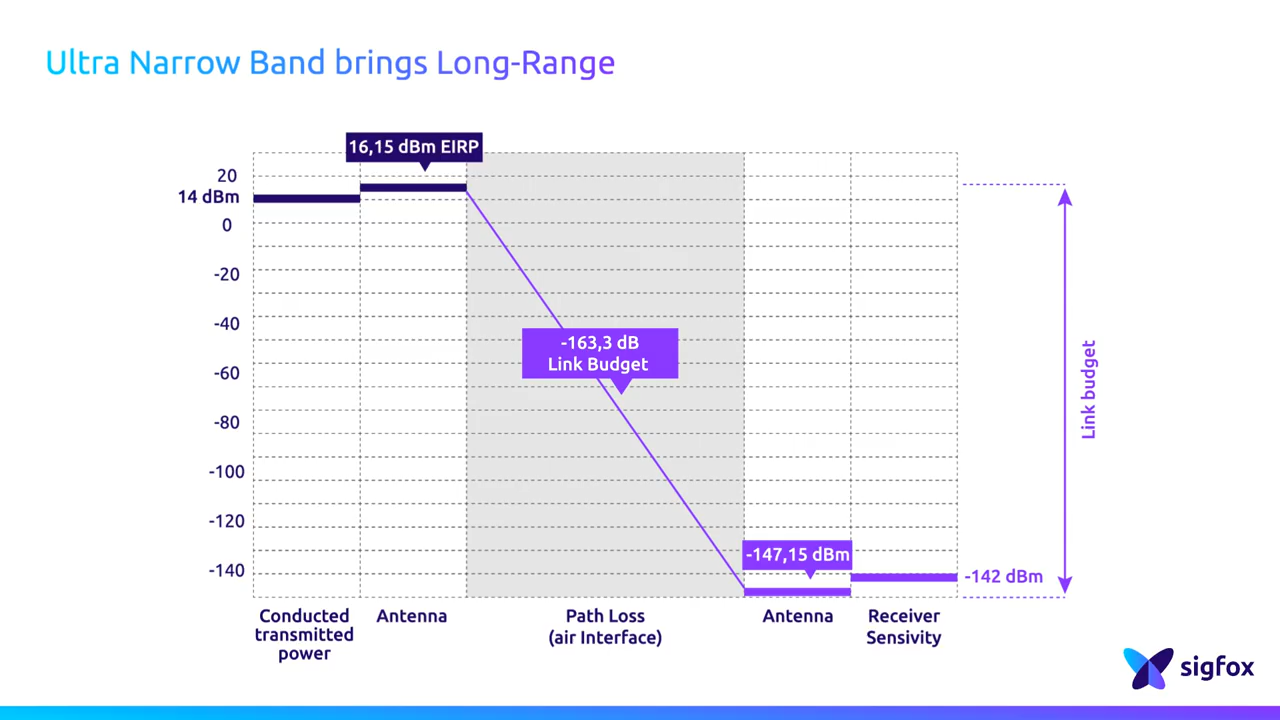 Ultra Narrow Band brings Long-Range
16,15 dBm EIRP
20
14 dBm
0
-20
-40
-60
-80
-100
-120
-140
-163,3 dB
Link Budget
-147,15 dBm
-142 dBm
Link budget
Conducted
transmitted
power
Antenna
Path Loss
(air Interface)
Antenna
Receiver
Sensivity
sigfox